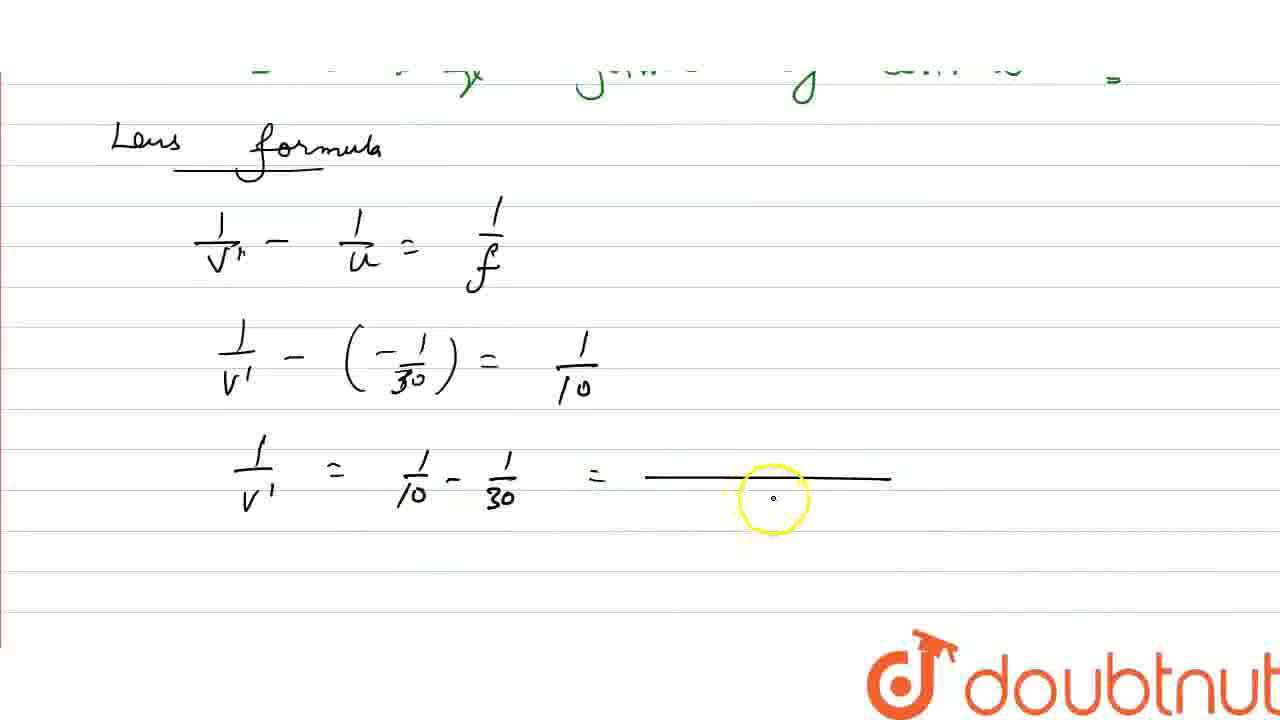 Lens formula
1/v' - 1/u = 1/f
1/v' - (-1/30) = 1/10
1/v' = 1/10 - 1/30 =
doubtnut